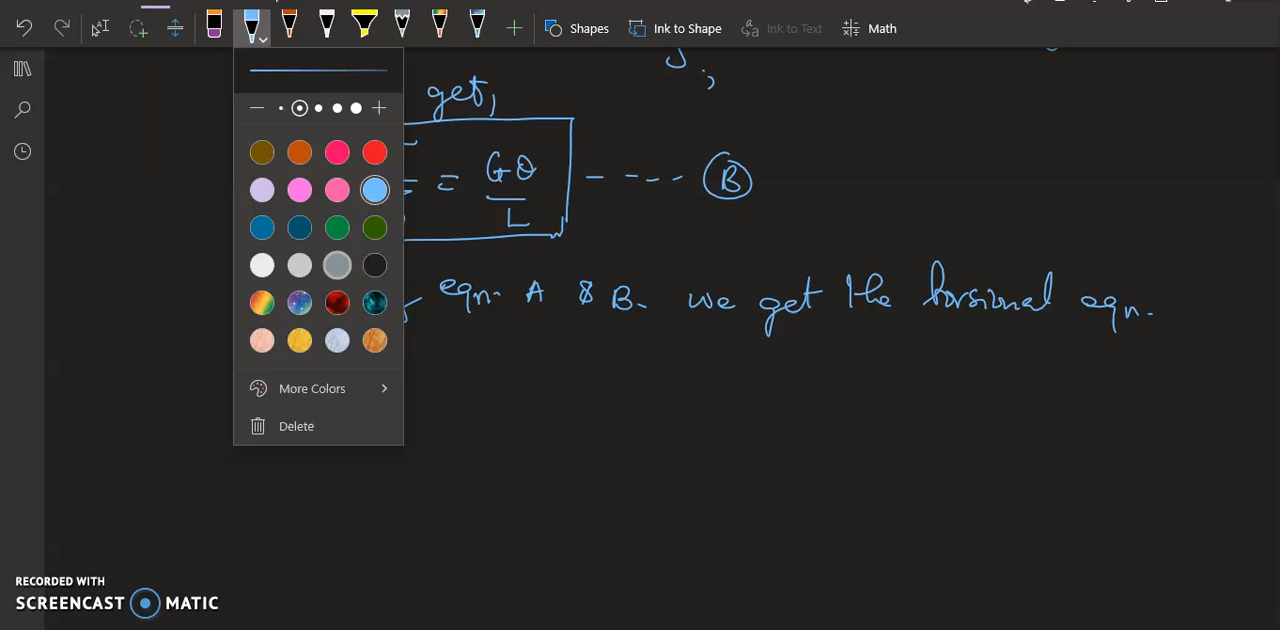 Shapes Ink to Shape Ink to Text Math
get,
= Gθ ---- B
L
eqn. A & B. we get the torsional eqn.
More Colors
Delete
RECORDED WITH
SCREENCAST MATIC